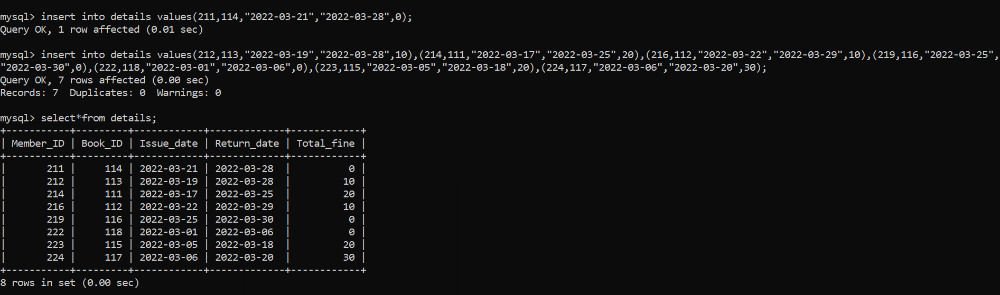 mysql> insert into details values(211,114,"2022-03-21","2022-03-28",0);
Query OK, 1 row affected (0.01 sec)
mysql> insert into details values(212,113,"2022-03-19","2022-03-28",10),(214,111,"2022-03-17","2022-03-25",20),(216,112,"2022-03-22","2022-03-29",10),(219,116,"2022-03-25",
"2022-03-30",0),(222,118,"2022-03-01","2022-03-06",0),(223,115,"2022-03-05","2022-03-18",20),(224,117,"2022-03-06","2022-03-20",30);
Query OK, 7 rows affected (0.00 sec)
Records: 7  Duplicates: 0  Warnings: 0
mysql> select*from details;
+-----------+---------+------------+-------------+------------+
| Member_ID | Book_ID | Issue_date | Return_date | Total_fine |
+-----------+---------+------------+-------------+------------+
|       211 |     114 | 2022-03-21 | 2022-03-28  |          0 |
|       212 |     113 | 2022-03-19 | 2022-03-28  |         10 |
|       214 |     111 | 2022-03-17 | 2022-03-25  |         20 |
|       216 |     112 | 2022-03-22 | 2022-03-29  |         10 |
|       219 |     116 | 2022-03-25 | 2022-03-30  |          0 |
|       222 |     118 | 2022-03-01 | 2022-03-06  |          0 |
|       223 |     115 | 2022-03-05 | 2022-03-18  |         20 |
|       224 |     117 | 2022-03-06 | 2022-03-20  |         30 |
+-----------+---------+------------+-------------+------------+
8 rows in set (0.00 sec)